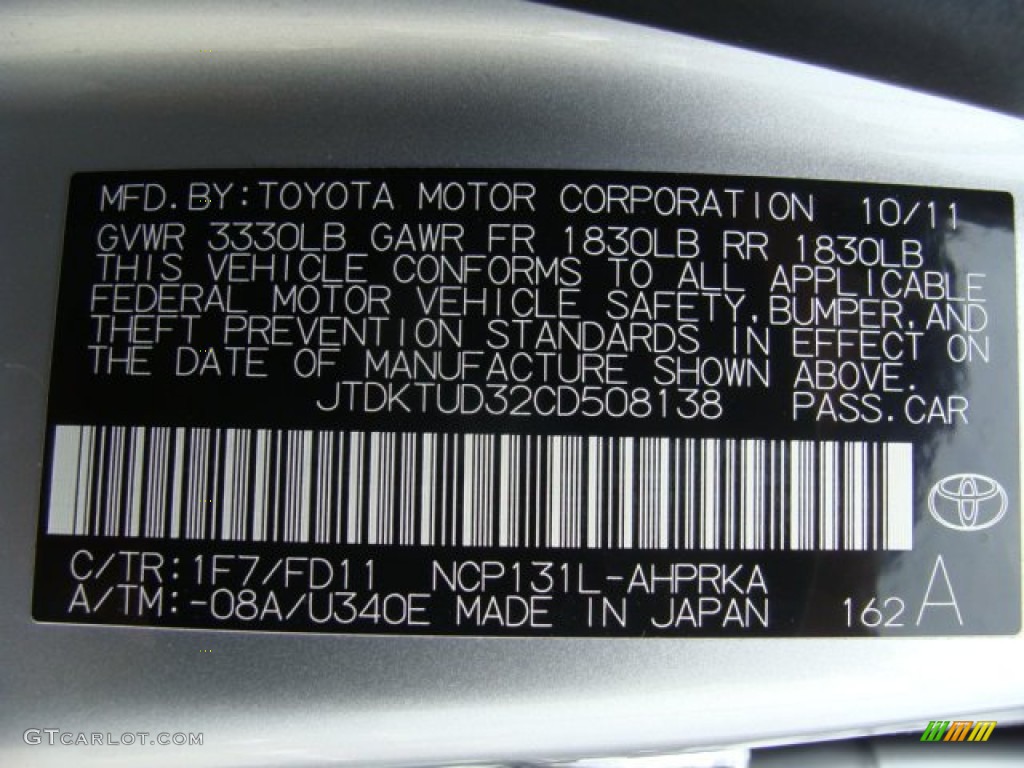 MFD. BY: TOYOTA MOTOR CORPORATION 10/11
GVWR 3330LB GAWR FR 1830LB RR 1830LB
THIS VEHICLE CONFORMS TO ALL APPLICABLE
FEDERAL MOTOR VEHICLE SAFETY, BUMPER, AND
THEFT PREVENTION STANDARDS IN EFFECT ON
THE DATE OF MANUFACTURE SHOWN ABOVE.
JTDKTUD32CD508138 PASS. CAR
C/TR: 1F7/FD11 NCP131L-AHPRKA
A/TM: -08A/U340E MADE IN JAPAN 162 A
GTCARLOT.COM